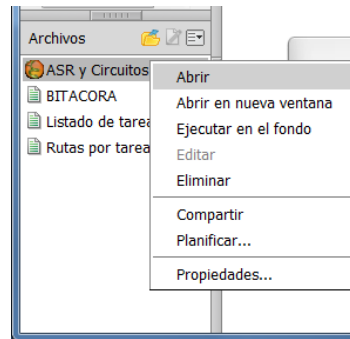 Archivos
ASR y Circuitos
BITACORA
Listado de tarea
Rutas por tarea
Abrir
Abrir en nueva ventana
Ejecutar en el fondo
Editar
Eliminar
Compartir
Planificar...
Propiedades...